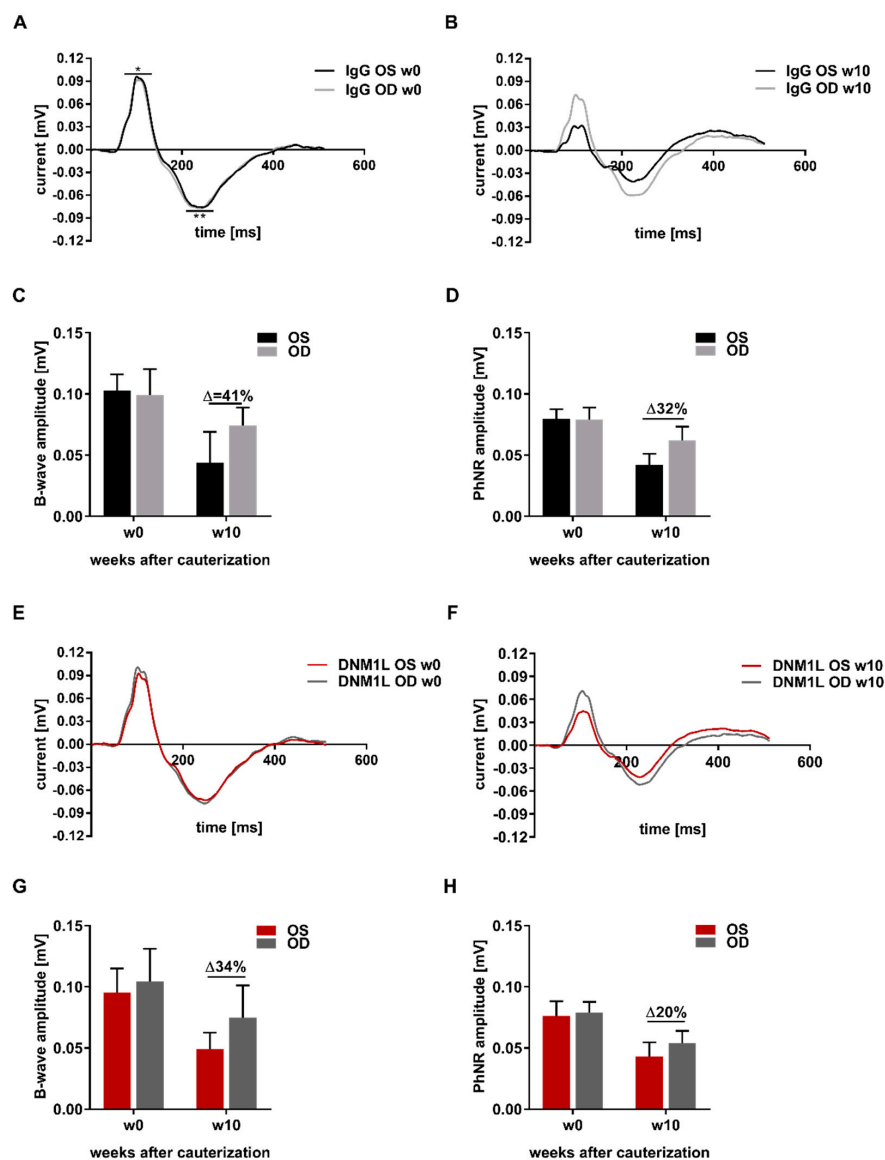 A
B
0.12
0.09
0.06
0.03
0.00
-0.03
-0.06
-0.09
-0.12
current [mV]
*
**
IgG OS w0
IgG OD w0
200
400
600
time [ms]
0.12
0.09
0.06
0.03
0.00
-0.03
-0.06
-0.09
-0.12
current [mV]
IgG OS w10
IgG OD w10
200
400
600
time [ms]
C
D
0.15
0.10
0.05
0.00
B-wave amplitude [mV]
OS
OD
Δ=41%
w0
w10
weeks after cauterization
0.15
0.10
0.05
0.00
PhNR amplitude [mV]
OS
OD
Δ32%
w0
w10
weeks after cauterization
E
F
0.12
0.09
0.06
0.03
0.00
-0.03
-0.06
-0.09
-0.12
current [mV]
DNM1L OS w0
DNM1L OD w0
200
400
600
time [ms]
0.12
0.09
0.06
0.03
0.00
-0.03
-0.06
-0.09
-0.12
current [mV]
DNM1L OS w10
DNM1L OD w10
200
400
600
time [ms]
G
H
0.15
0.10
0.05
0.00
B-wave amplitude [mV]
OS
OD
Δ34%
w0
w10
weeks after cauterization
0.15
0.10
0.05
0.00
PhNR amplitude [mV]
OS
OD
Δ20%
w0
w10
weeks after cauterization